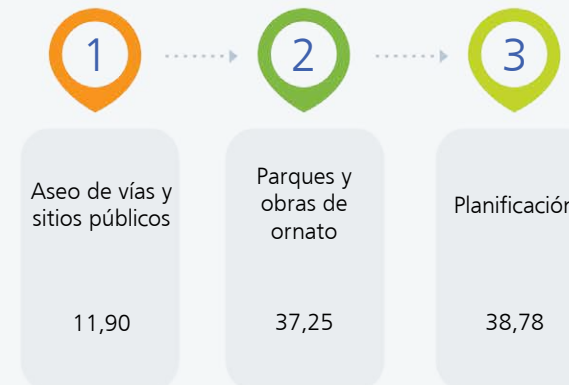 1
2
3
Aseo de vías y
sitios públicos
11,90
Parques y
obras de
ornato
37,25
Planificación
38,78